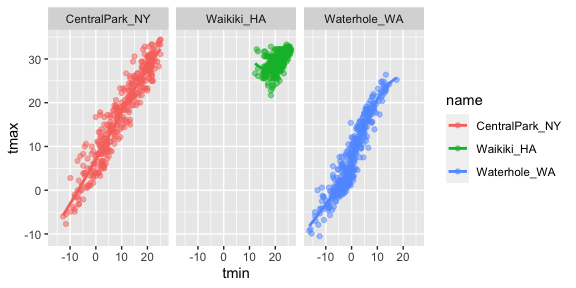 CentralPark_NY Waikiki_HA Waterhole_WA
30
20
10
0
-10
tmax
-10 0 10 20 -10 0 10 20 -10 0 10 20
tmin
name
CentralPark_NY
Waikiki_HA
Waterhole_WA